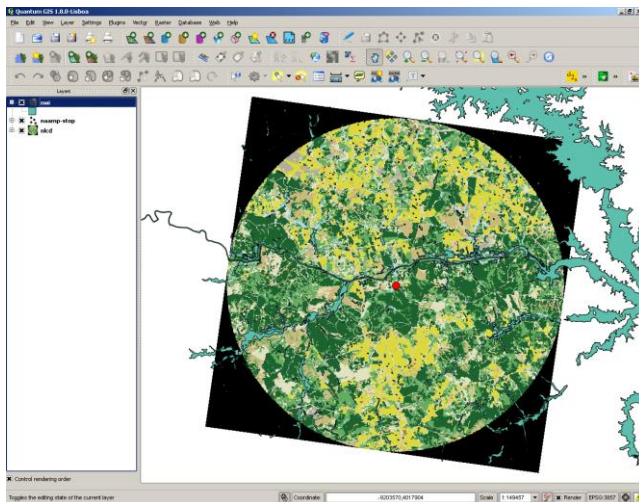 Quantum GIS 1.8.0-Lisboa
File Edit View Layer Settings Plugins Vector Raster Database Web Help
Layers
nwi
naamp-stop
nlcd
Control rendering order
Toggles the editing state of the current layer
Coordinate: -9203570,4017904 Scale 1:149457 Render EPSG:3857